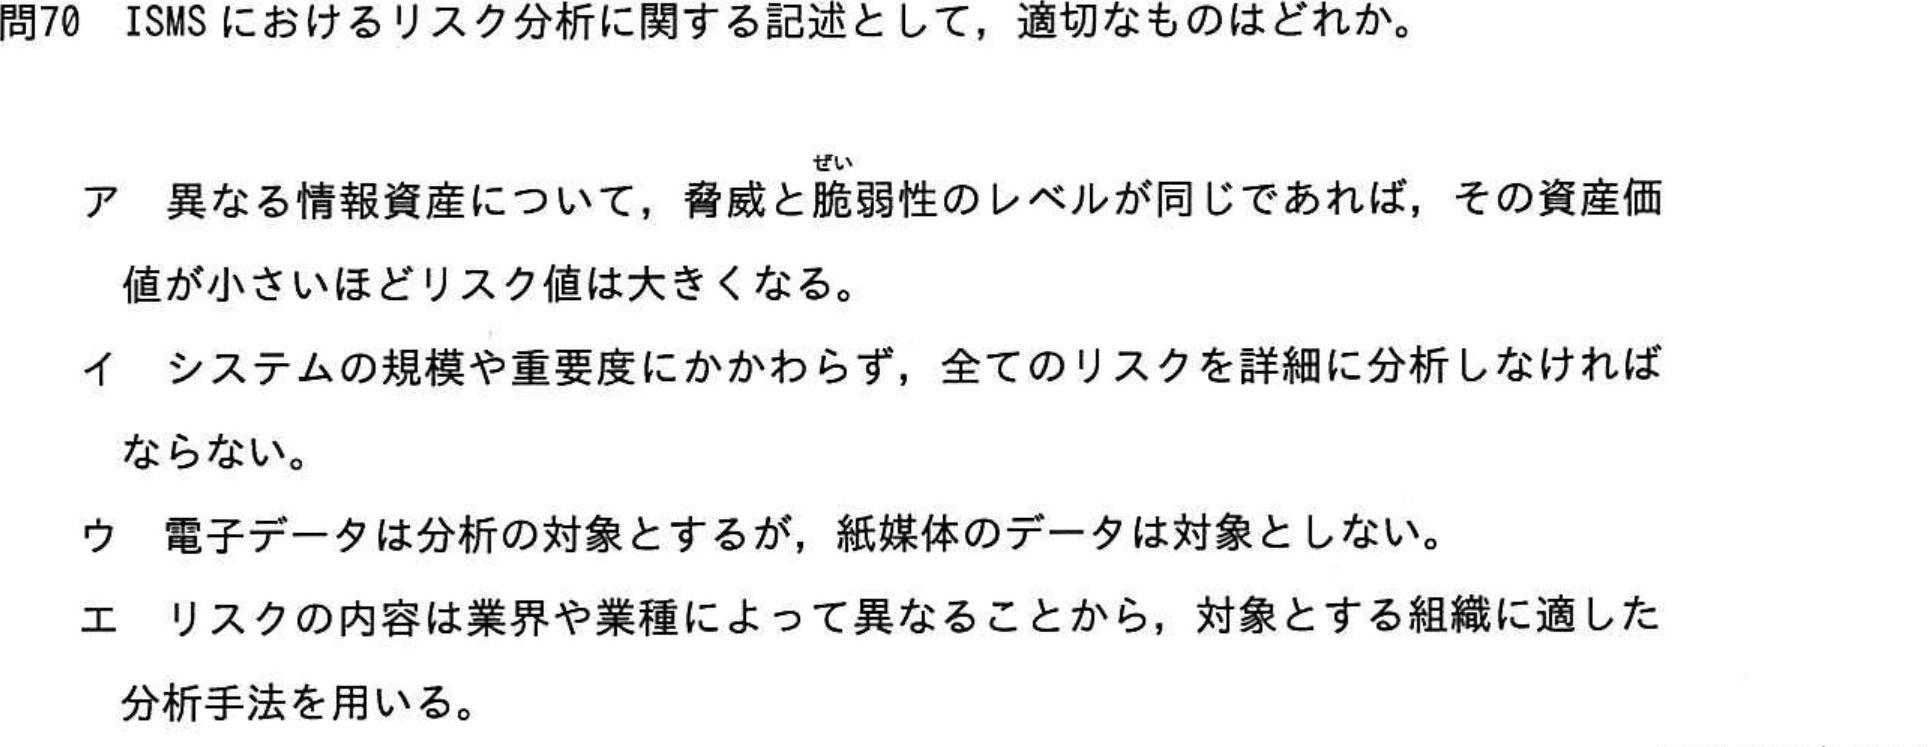 問70 ISMSにおけるリスク分析に関する記述として，適切なものはどれか。
ぜい
ア 異なる情報資産について，脅威と脆弱性のレベルが同じであれば，その資産価
値が小さいほどリスク値は大きくなる。
イ システムの規模や重要度にかかわらず，全てのリスクを詳細に分析しなければ
ならない。
ウ 電子データは分析の対象とするが，紙媒体のデータは対象としない。
エ リスクの内容は業界や業種によって異なることから，対象とする組織に適した
分析手法を用いる。